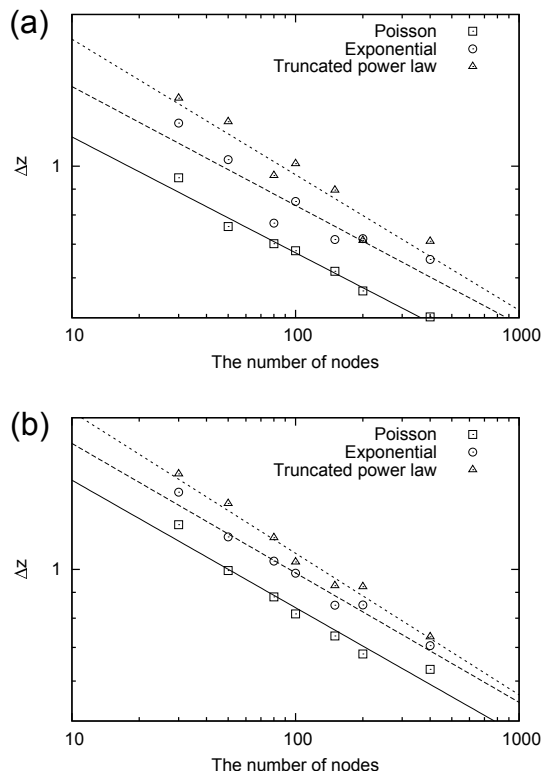 (a)
Poisson
Exponential
Truncated power law
Δz
1
10
100
1000
The number of nodes
(b)
Poisson
Exponential
Truncated power law
Δz
1
10
100
1000
The number of nodes